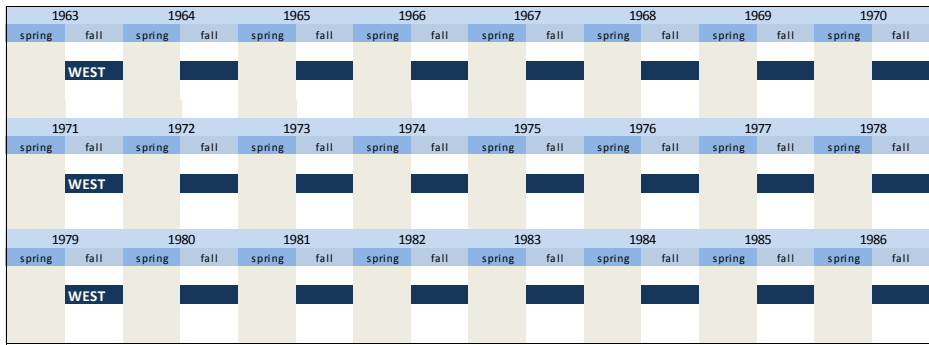 1963 1964 1965 1966 1967 1968 1969 1970
spring fall spring fall spring fall spring fall spring fall spring fall spring fall spring fall
WEST
1971 1972 1973 1974 1975 1976 1977 1978
spring fall spring fall spring fall spring fall spring fall spring fall spring fall spring fall
WEST
1979 1980 1981 1982 1983 1984 1985 1986
spring fall spring fall spring fall spring fall spring fall spring fall spring fall spring fall
WEST